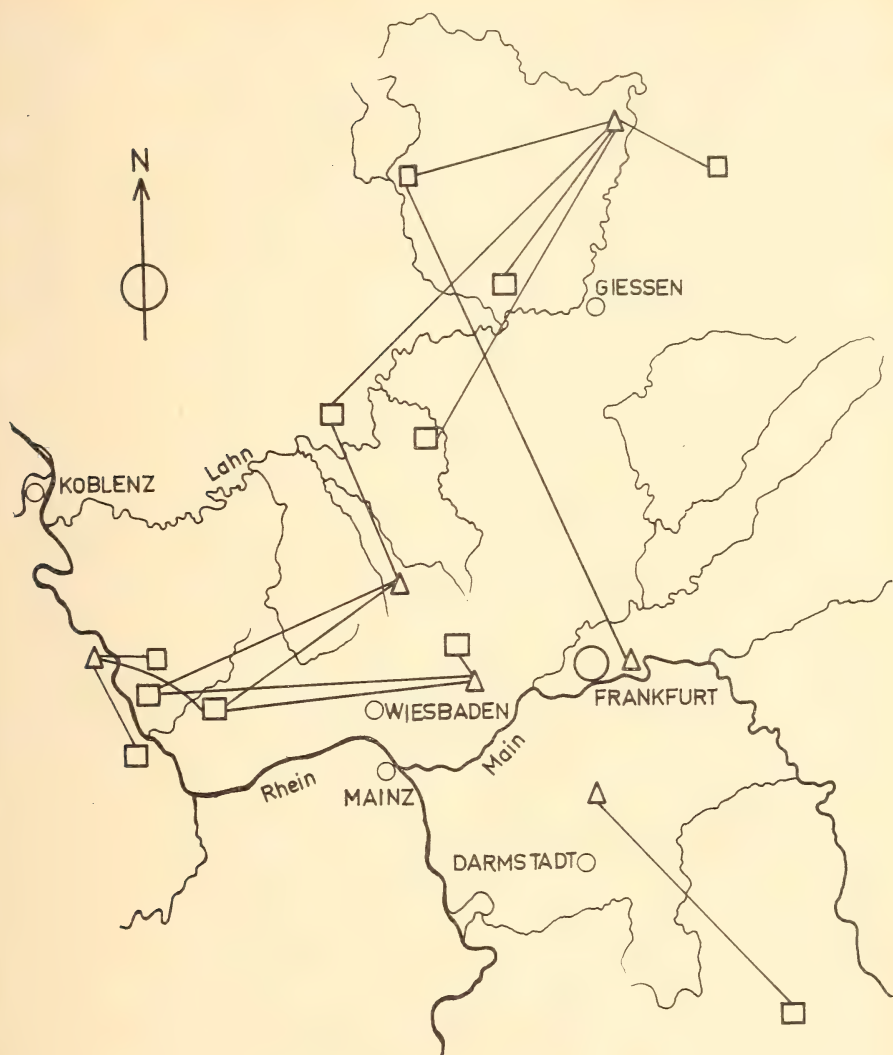 N
GIESSEN
Lahn
KOBLENZ
FRANKFURT
WIESBADEN
Main
Rhein
MAINZ
DARMSTADT